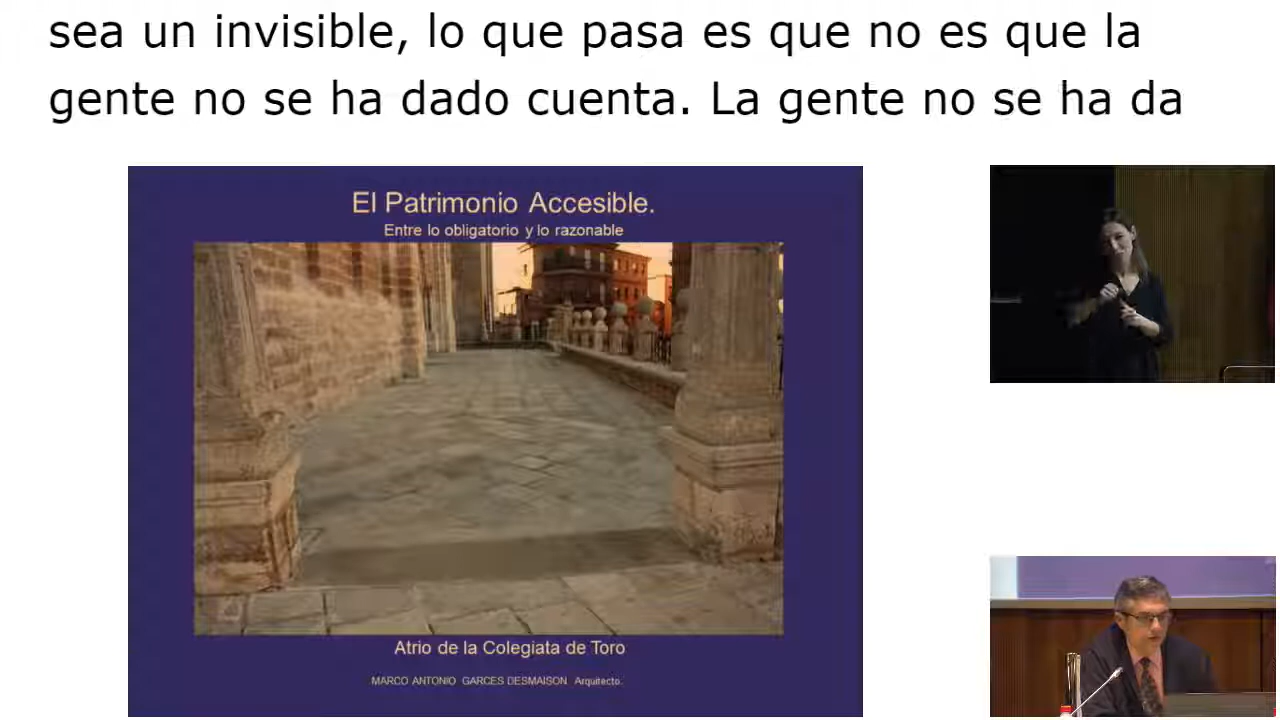 sea un invisible, lo que pasa es que no es que la
gente no se ha dado cuenta. La gente no se ha da
El Patrimonio Accesible.
Entre lo obligatorio y lo razonable
Atrio de la Colegiata de Toro
MARCO ANTONIO GARCES DESMAISON. Arquitecto.